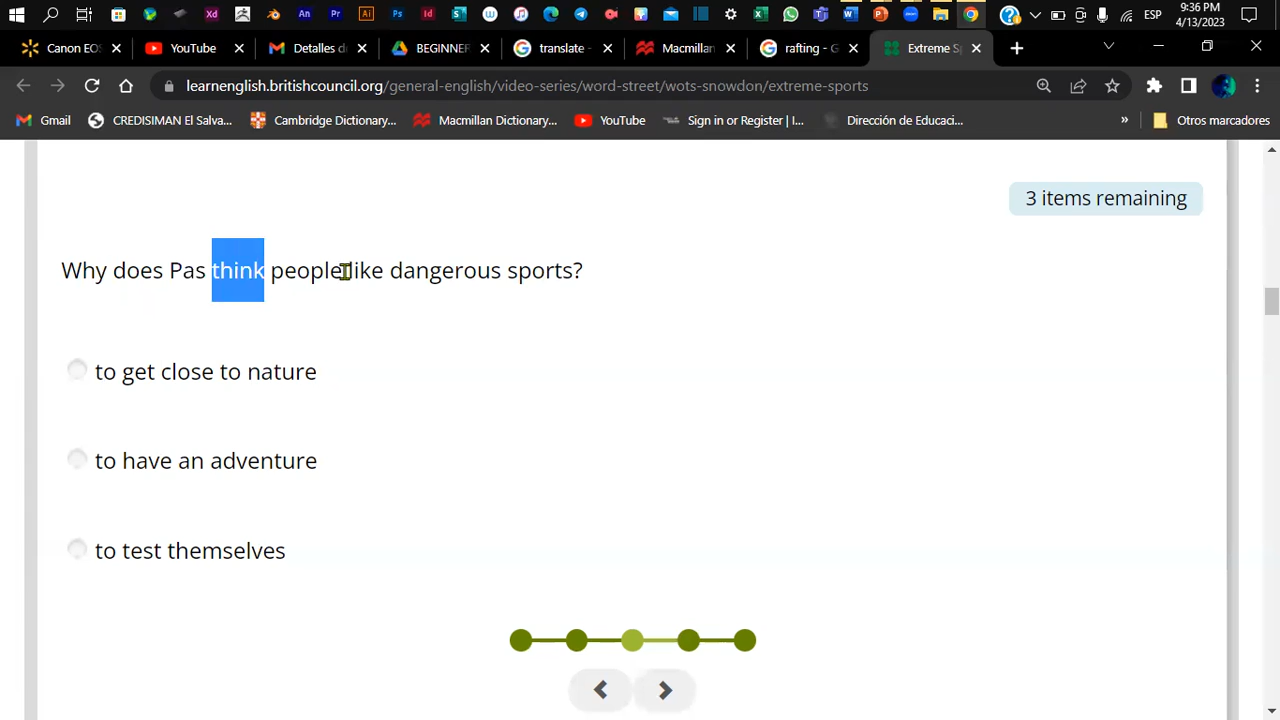 9:36 PM
ESP
4/13/2023
Canon EOS
YouTube
Detalles de
BEGINNER
translate -
Macmillan
rafting - G
Extreme S
learnenglish.britishcouncil.org/general-english/video-series/word-street/wots-snowdon/extreme-sports
Gmail
CREDISIMAN El Salva...
Cambridge Dictionary...
Macmillan Dictionary...
YouTube
Sign in or Register | I...
Dirección de Educaci...
»
Otros marcadores
3 items remaining
Why does Pas think people like dangerous sports?
to get close to nature
to have an adventure
to test themselves